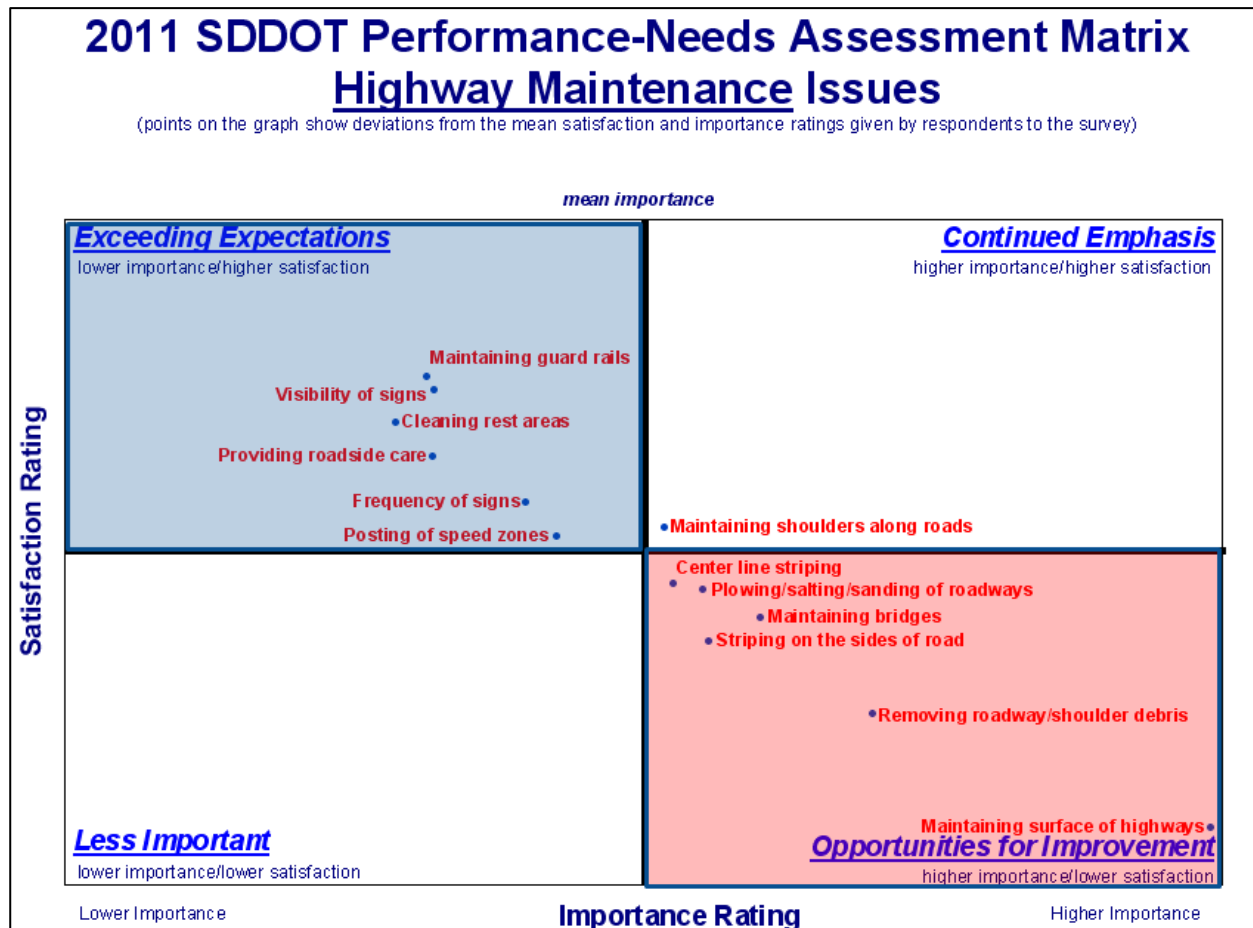 2011 SDDOT Performance-Needs Assessment Matrix
Highway Maintenance Issues
(points on the graph show deviations from the mean satisfaction and importance ratings given by respondents to the survey)
mean importance
Exceeding Expectations
lower importance/higher satisfaction
Continued Emphasis
higher importance/higher satisfaction
Maintaining guard rails
Visibility of signs
Cleaning rest areas
Providing roadside care
Frequency of signs
Posting of speed zones
Maintaining shoulders along roads
Satisfaction Rating
Center line striping
Plowing/salting/sanding of roadways
Maintaining bridges
Striping on the sides of road
Removing roadway/shoulder debris
Maintaining surface of highways
Less Important
lower importance/lower satisfaction
Opportunities for Improvement
higher importance/lower satisfaction
Lower Importance
Importance Rating
Higher Importance